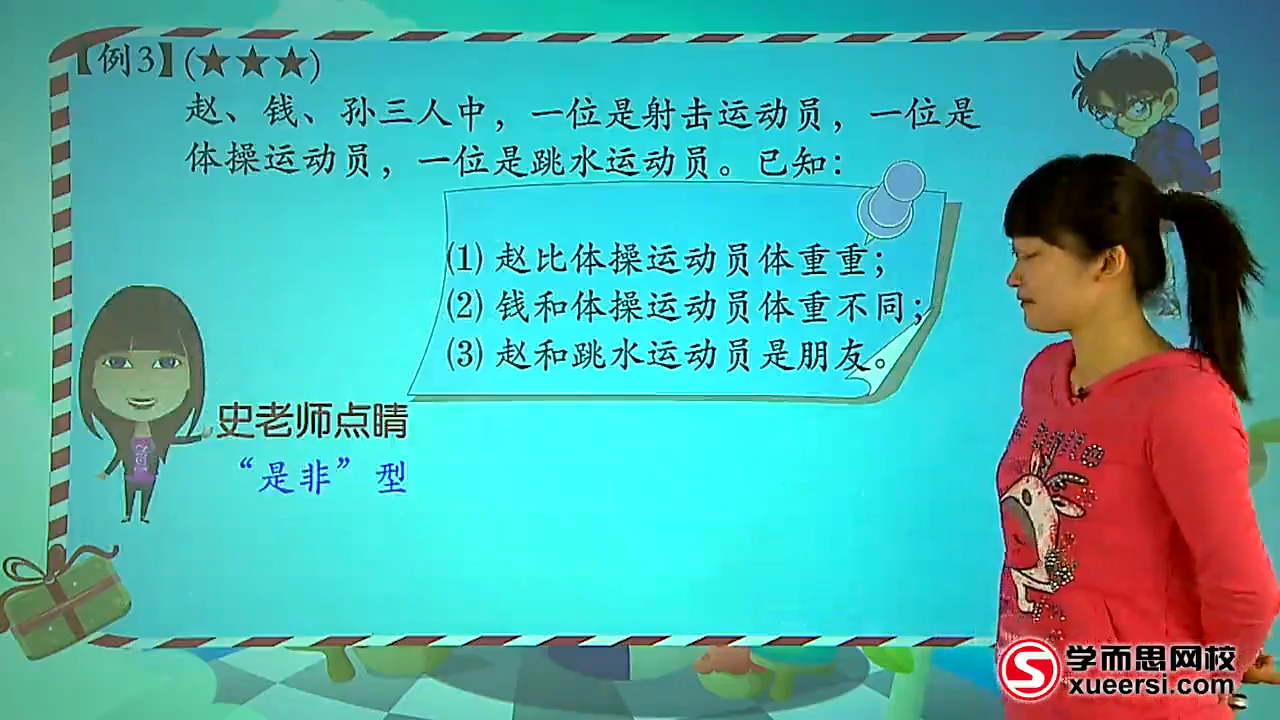 【例3】(★★★)
赵、钱、孙三人中，一位是射击运动员，一位是
体操运动员，一位是跳水运动员。已知：
⑴ 赵比体操运动员体重重；
⑵ 钱和体操运动员体重不同；
⑶ 赵和跳水运动员是朋友。
史老师点睛
“是非”型
学而思网校
xueersi.com